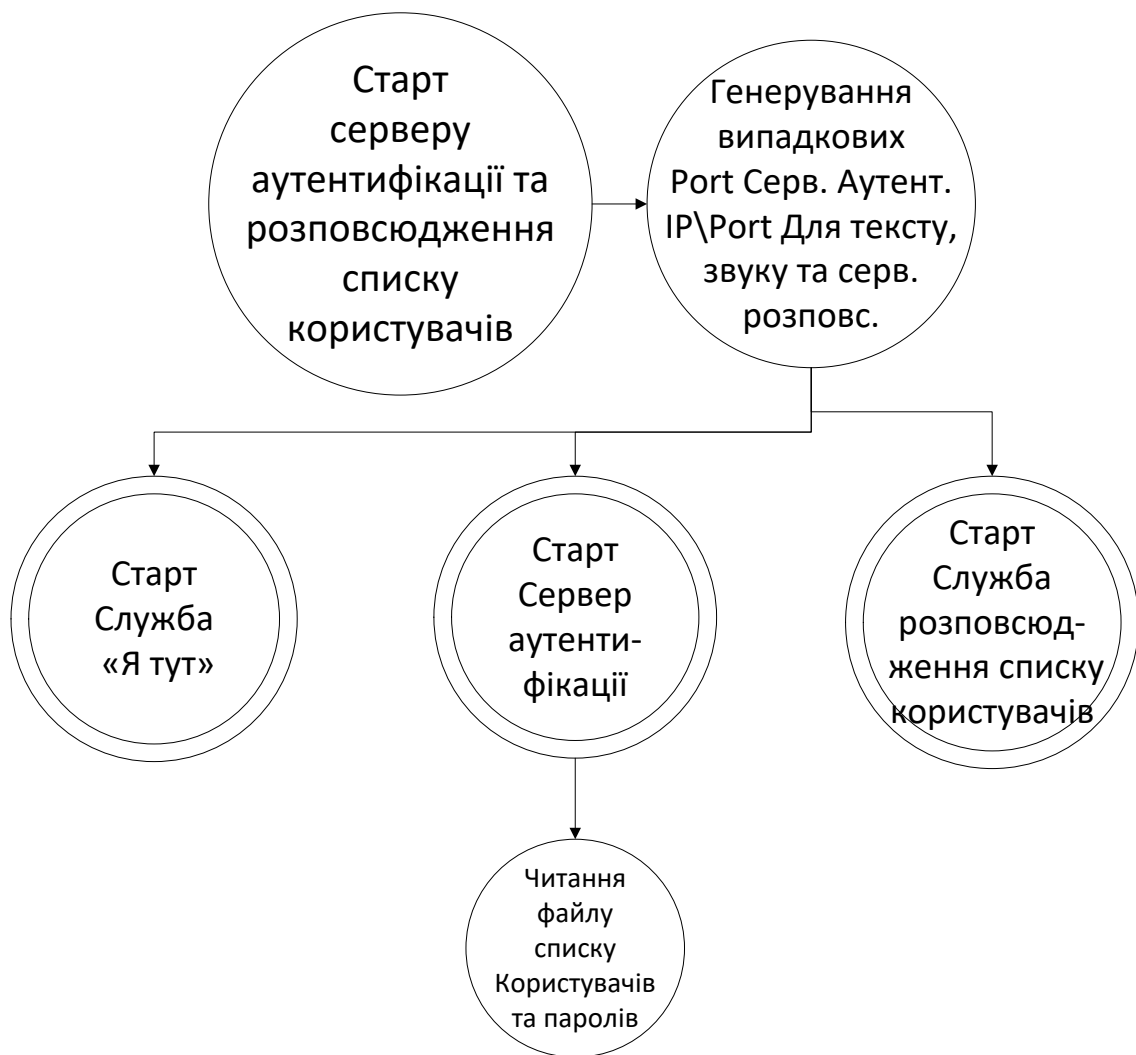 Старт
серверу
аутентифікації та
розповсюдження
списку
користувачів
Генерування
випадкових
Port Серв. Аутент.
IP\Port Для тексту,
звуку та серв.
розповс.
Старт
Служба
«Я тут»
Старт
Сервер
аутенти-
фікації
Старт
Служба
розповсюд-
ження списку
користувачів
Читання
файлу
списку
Користувачів
та паролів